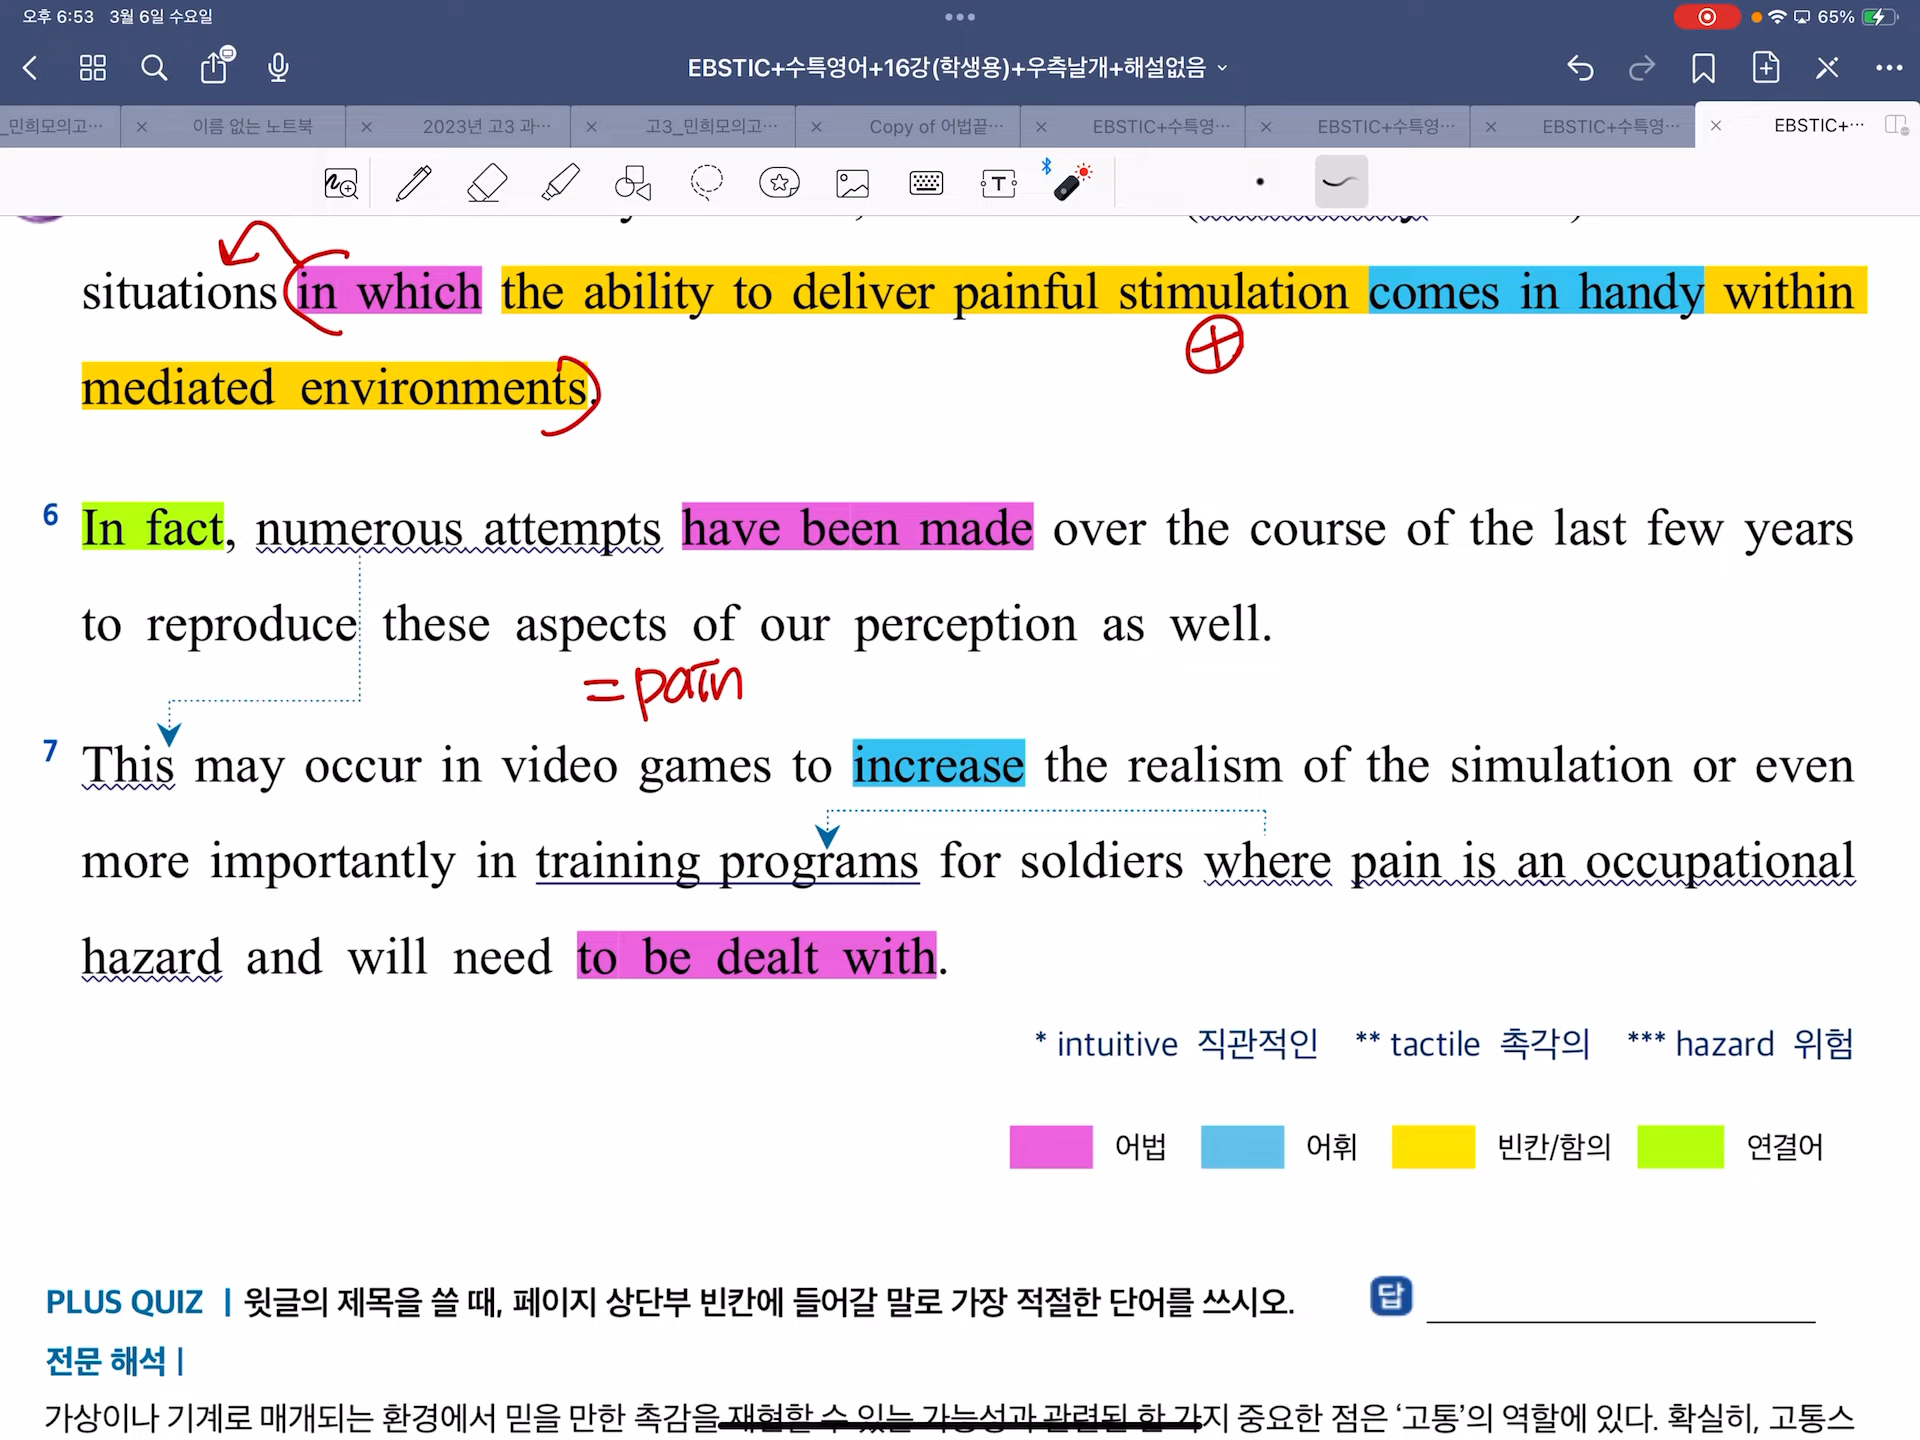 오후 6:53 3월 6일 수요일
65%
EBSTIC+수특영어+16강(학생용)+우측날개+해설없음
_민희모의고…
이름 없는 노트북
2023년 고3 과…
고3_민희모의고…
Copy of 어법끝…
EBSTIC+수특영…
EBSTIC+수특영…
EBSTIC+수특영…
EBSTIC+…
situations in which the ability to deliver painful stimulation comes in handy within
mediated environments.
6 In fact, numerous attempts have been made over the course of the last few years
to reproduce these aspects of our perception as well.
= pain
7 This may occur in video games to increase the realism of the simulation or even
more importantly in training programs for soldiers where pain is an occupational
hazard and will need to be dealt with.
* intuitive 직관적인 ** tactile 촉각의 *** hazard 위험
어법 어휘 빈칸/함의 연결어
PLUS QUIZ | 윗글의 제목을 쓸 때, 페이지 상단부 빈칸에 들어갈 말로 가장 적절한 단어를 쓰시오. 답
전문 해석 |
가상이나 기계로 매개되는 환경에서 믿을 만한 촉감을 재현할 수 있는 가능성과 관련된 한 가지 중요한 점은 ‘고통’의 역할에 있다. 확실히, 고통스